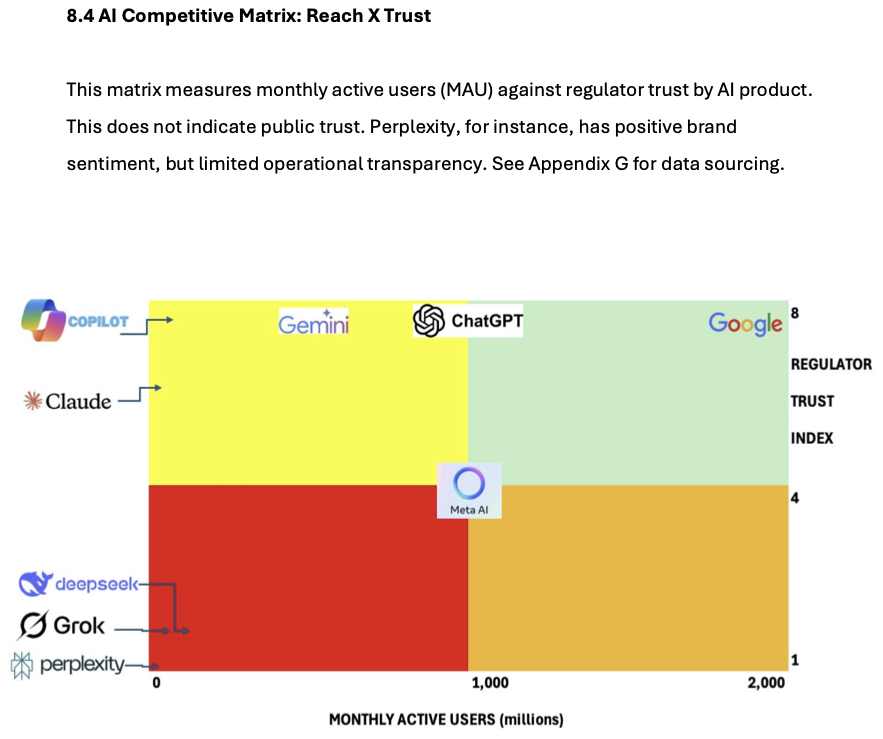 8.4 AI Competitive Matrix: Reach X Trust
This matrix measures monthly active users (MAU) against regulator trust by AI product.
This does not indicate public trust. Perplexity, for instance, has positive brand
sentiment, but limited operational transparency. See Appendix G for data sourcing.
COPILOT
Gemini
ChatGPT
Google
8
REGULATOR
TRUST
INDEX
Claude
Meta AI
4
deepseek
Grok
perplexity
1
0
1,000
2,000
MONTHLY ACTIVE USERS (millions)